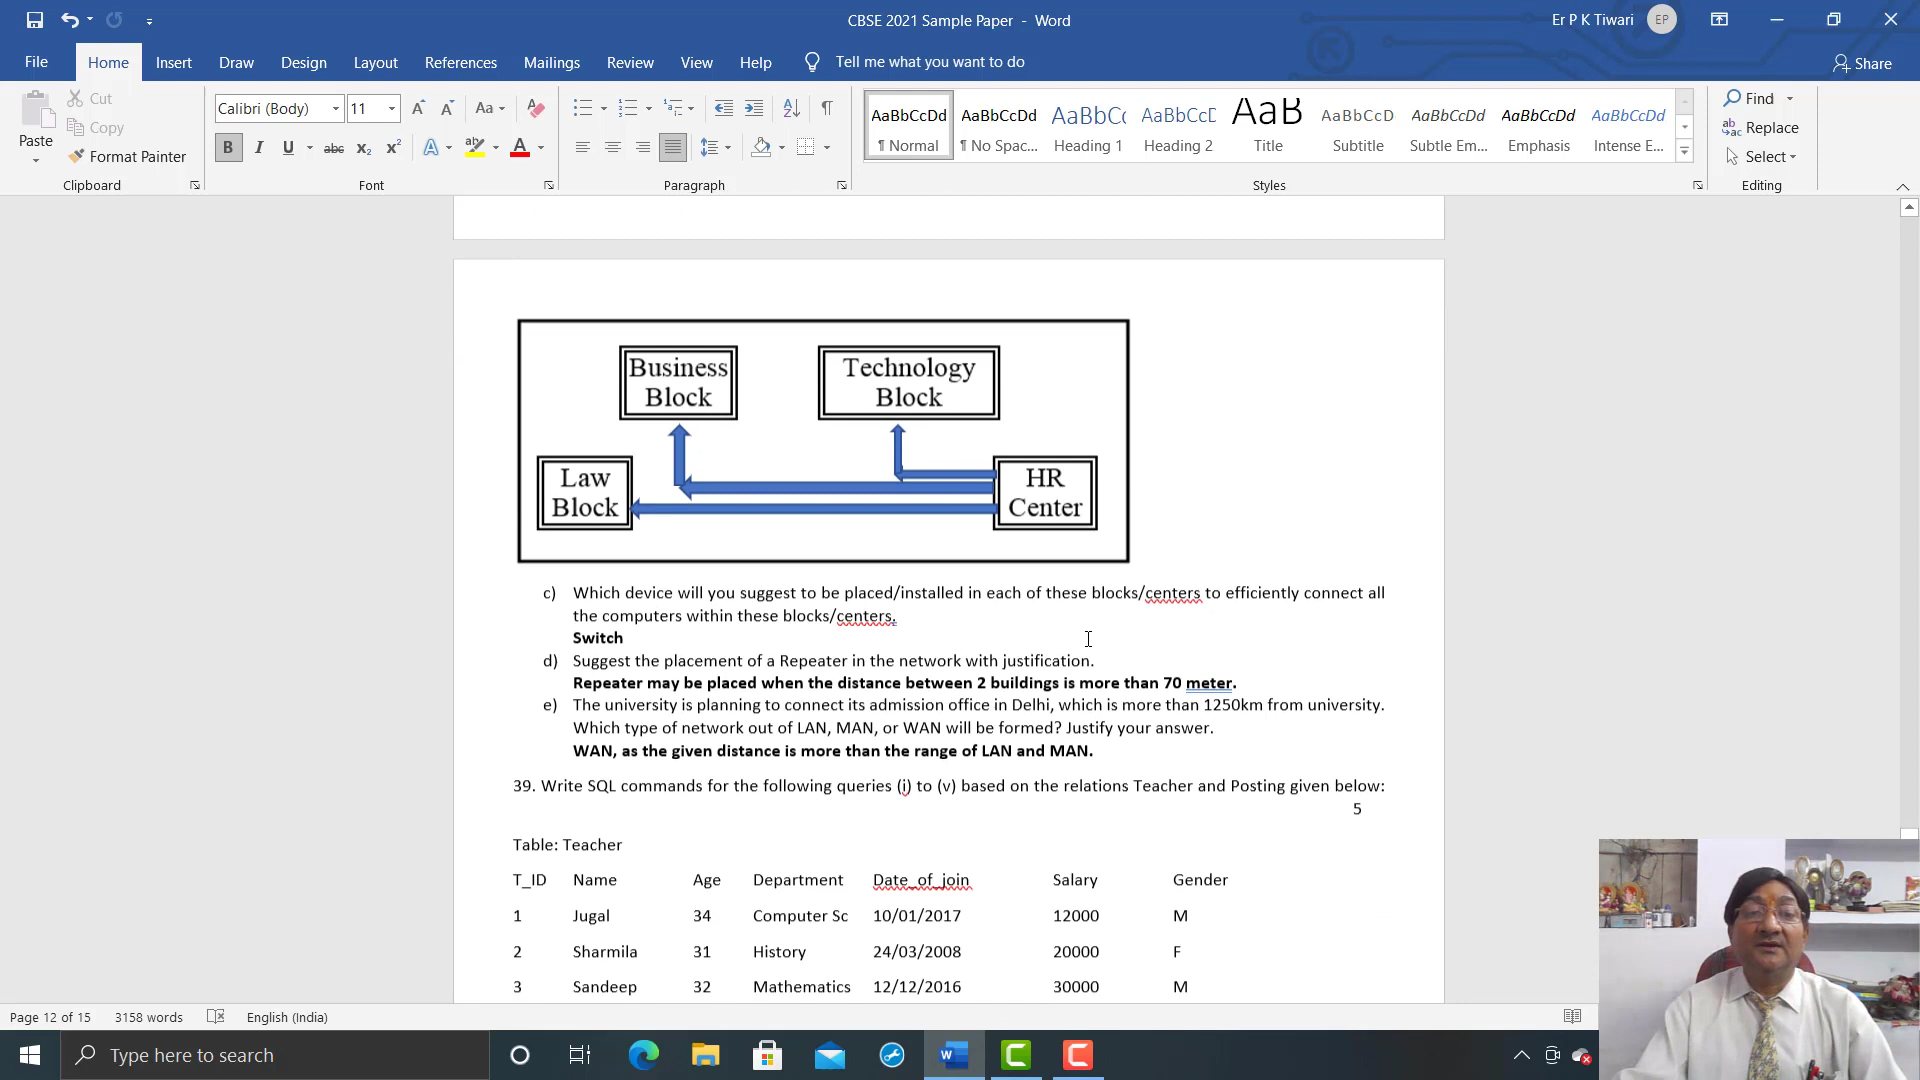 CBSE 2021 Sample Paper - Word
Er P K Tiwari
EP
File Home Insert Draw Design Layout References Mailings Review View Help Tell me what you want to do Share
Paste
Cut
Copy
Format Painter
Clipboard
Calibri (Body) 11
Font
Paragraph
AaBbCcDd AaBbCcDd AaBbCc AaBbCcD AaB AaBbCcD AaBbCcDd AaBbCcDd AaBbCcDd
¶ Normal ¶ No Spac... Heading 1 Heading 2 Title Subtitle Subtle Em... Emphasis Intense E...
Styles
Find
Replace
Select
Editing
Business Block
Technology Block
Law Block
HR Center
c) Which device will you suggest to be placed/installed in each of these blocks/centers to efficiently connect all
the computers within these blocks/centers.
Switch
d) Suggest the placement of a Repeater in the network with justification.
Repeater may be placed when the distance between 2 buildings is more than 70 meter.
e) The university is planning to connect its admission office in Delhi, which is more than 1250km from university.
Which type of network out of LAN, MAN, or WAN will be formed? Justify your answer.
WAN, as the given distance is more than the range of LAN and MAN.
39. Write SQL commands for the following queries (i) to (v) based on the relations Teacher and Posting given below:
5
Table: Teacher
T_ID Name Age Department Date_of_join Salary Gender
1 Jugal 34 Computer Sc 10/01/2017 12000 M
2 Sharmila 31 History 24/03/2008 20000 F
3 Sandeep 32 Mathematics 12/12/2016 30000 M
Page 12 of 15 3158 words English (India)
Type here to search